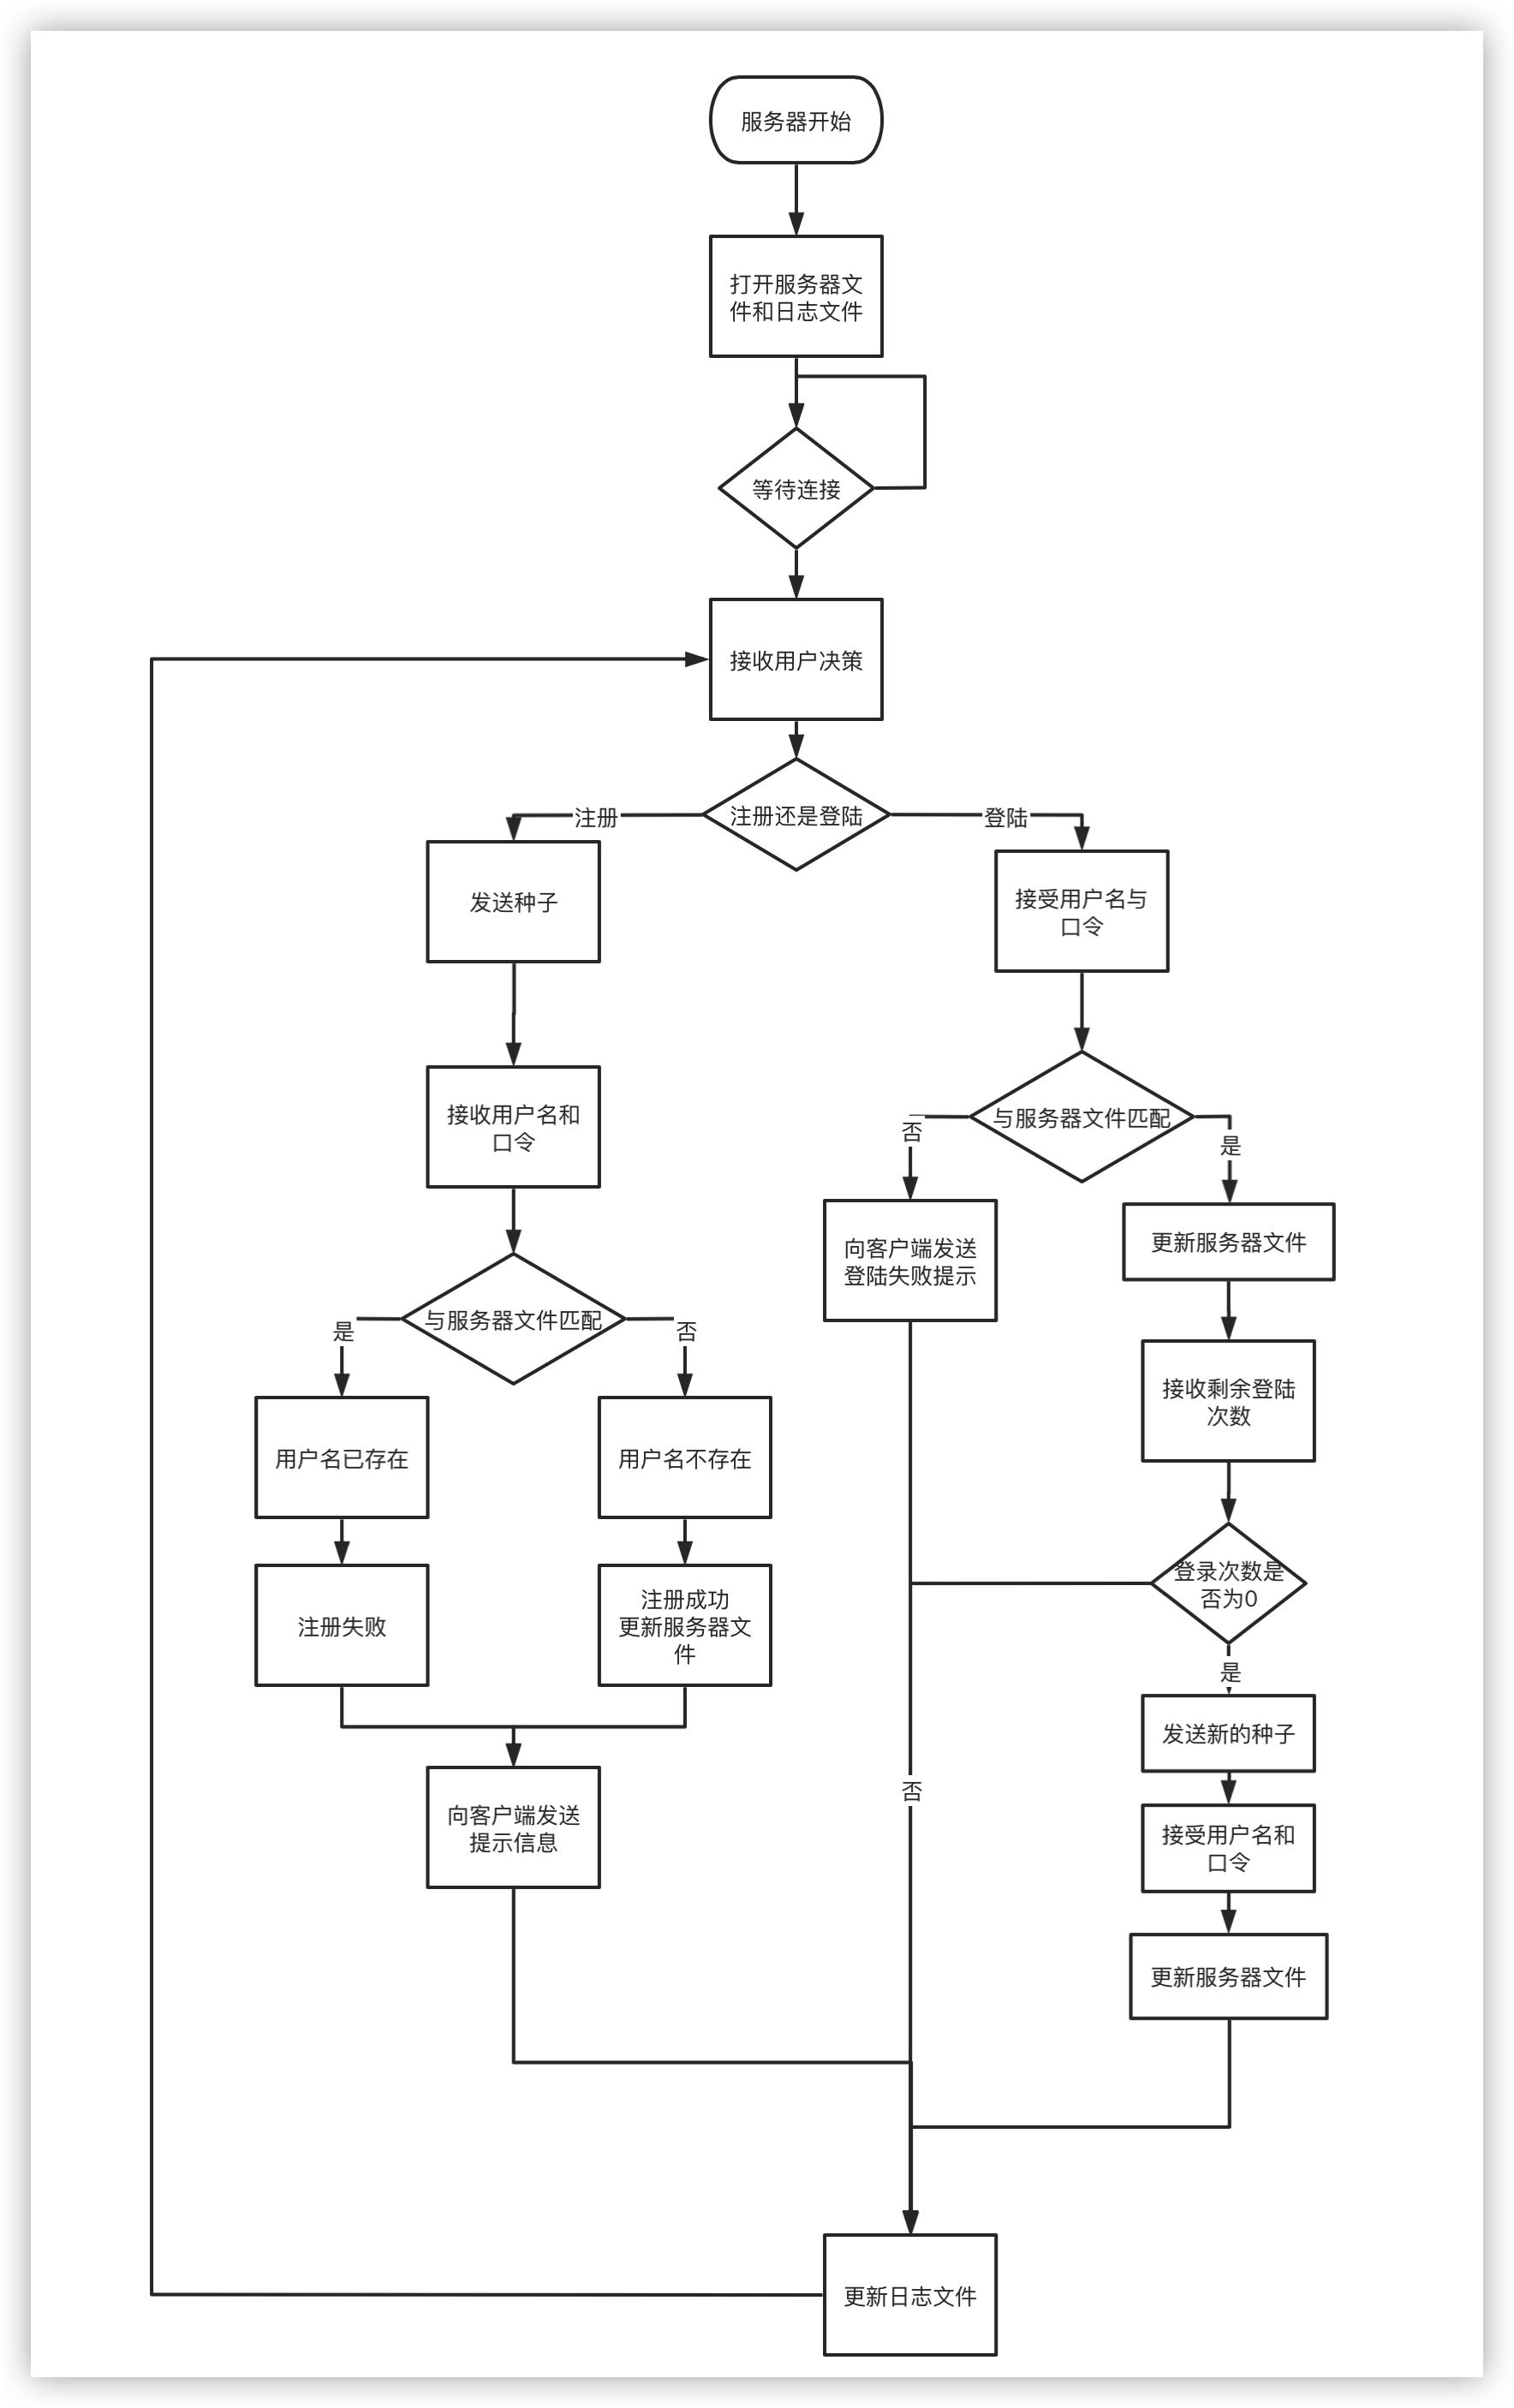 服务器开始
打开服务器文
件和日志文件
等待连接
接收用户决策
注册还是登陆
注册
登陆
发送种子
接受用户名与
口令
接收用户名和
口令
与服务器文件匹配
否
是
向客户端发送
登陆失败提示
更新服务器文件
与服务器文件匹配
是
否
接收剩余登陆
次数
用户名已存在
用户名不存在
登录次数是
否为0
注册失败
注册成功
更新服务器文
件
是
发送新的种子
向客户端发送
提示信息
否
接受用户名和
口令
更新服务器文件
更新日志文件